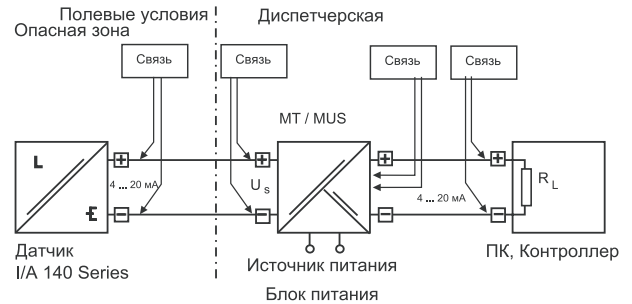 Полевые условия
Диспетчерская
Опасная зона
Связь
Связь
Связь
Связь
MT / MUS
L
4 ... 20 мА
U s
4 ... 20 мА
R L
Датчик
I/A 140 Series
Источник питания
ПК, Контроллер
Блок питания